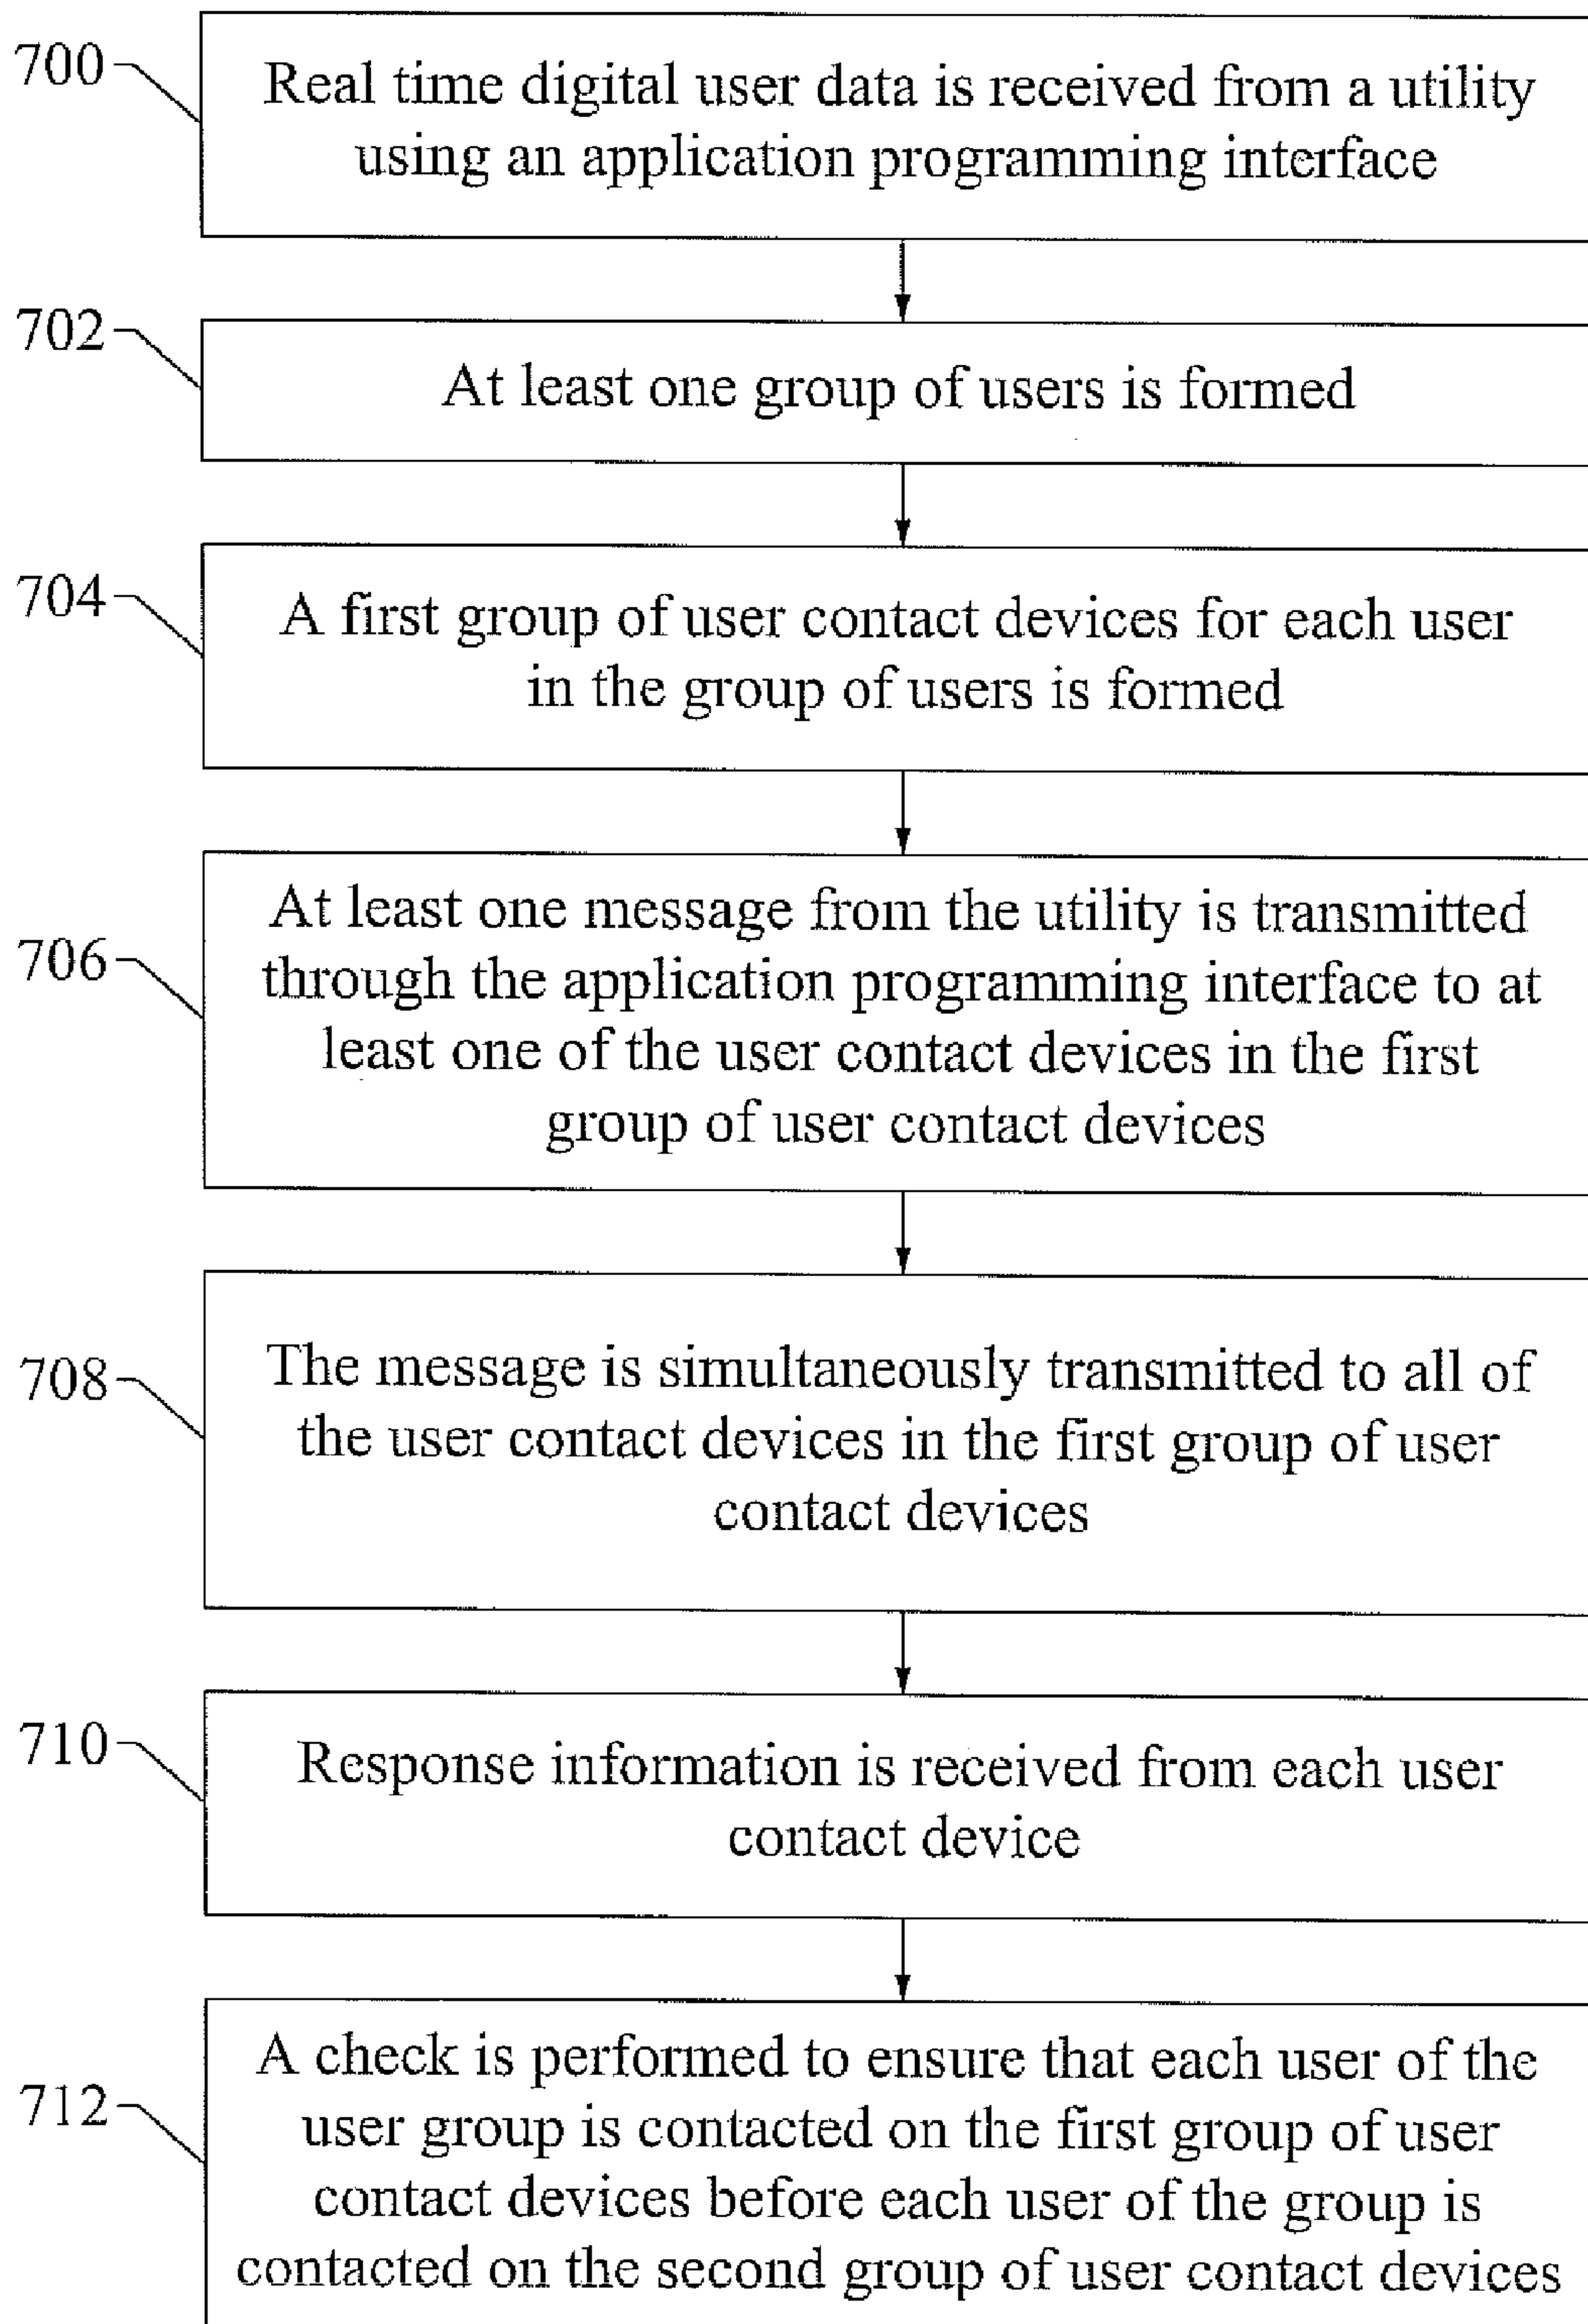 700
Real time digital user data is received from a utility
using an application programming interface
702
At least one group of users is formed
704
A first group of user contact devices for each user
in the group of users is formed
706
At least one message from the utility is transmitted
through the application programming interface to at
least one of the user contact devices in the first
group of user contact devices
708
The message is simultaneously transmitted to all of
the user contact devices in the first group of user
contact devices
710
Response information is received from each user
contact device
712
A check is performed to ensure that each user of the
user group is contacted on the first group of user
contact devices before each user of the group is
contacted on the second group of user contact devices